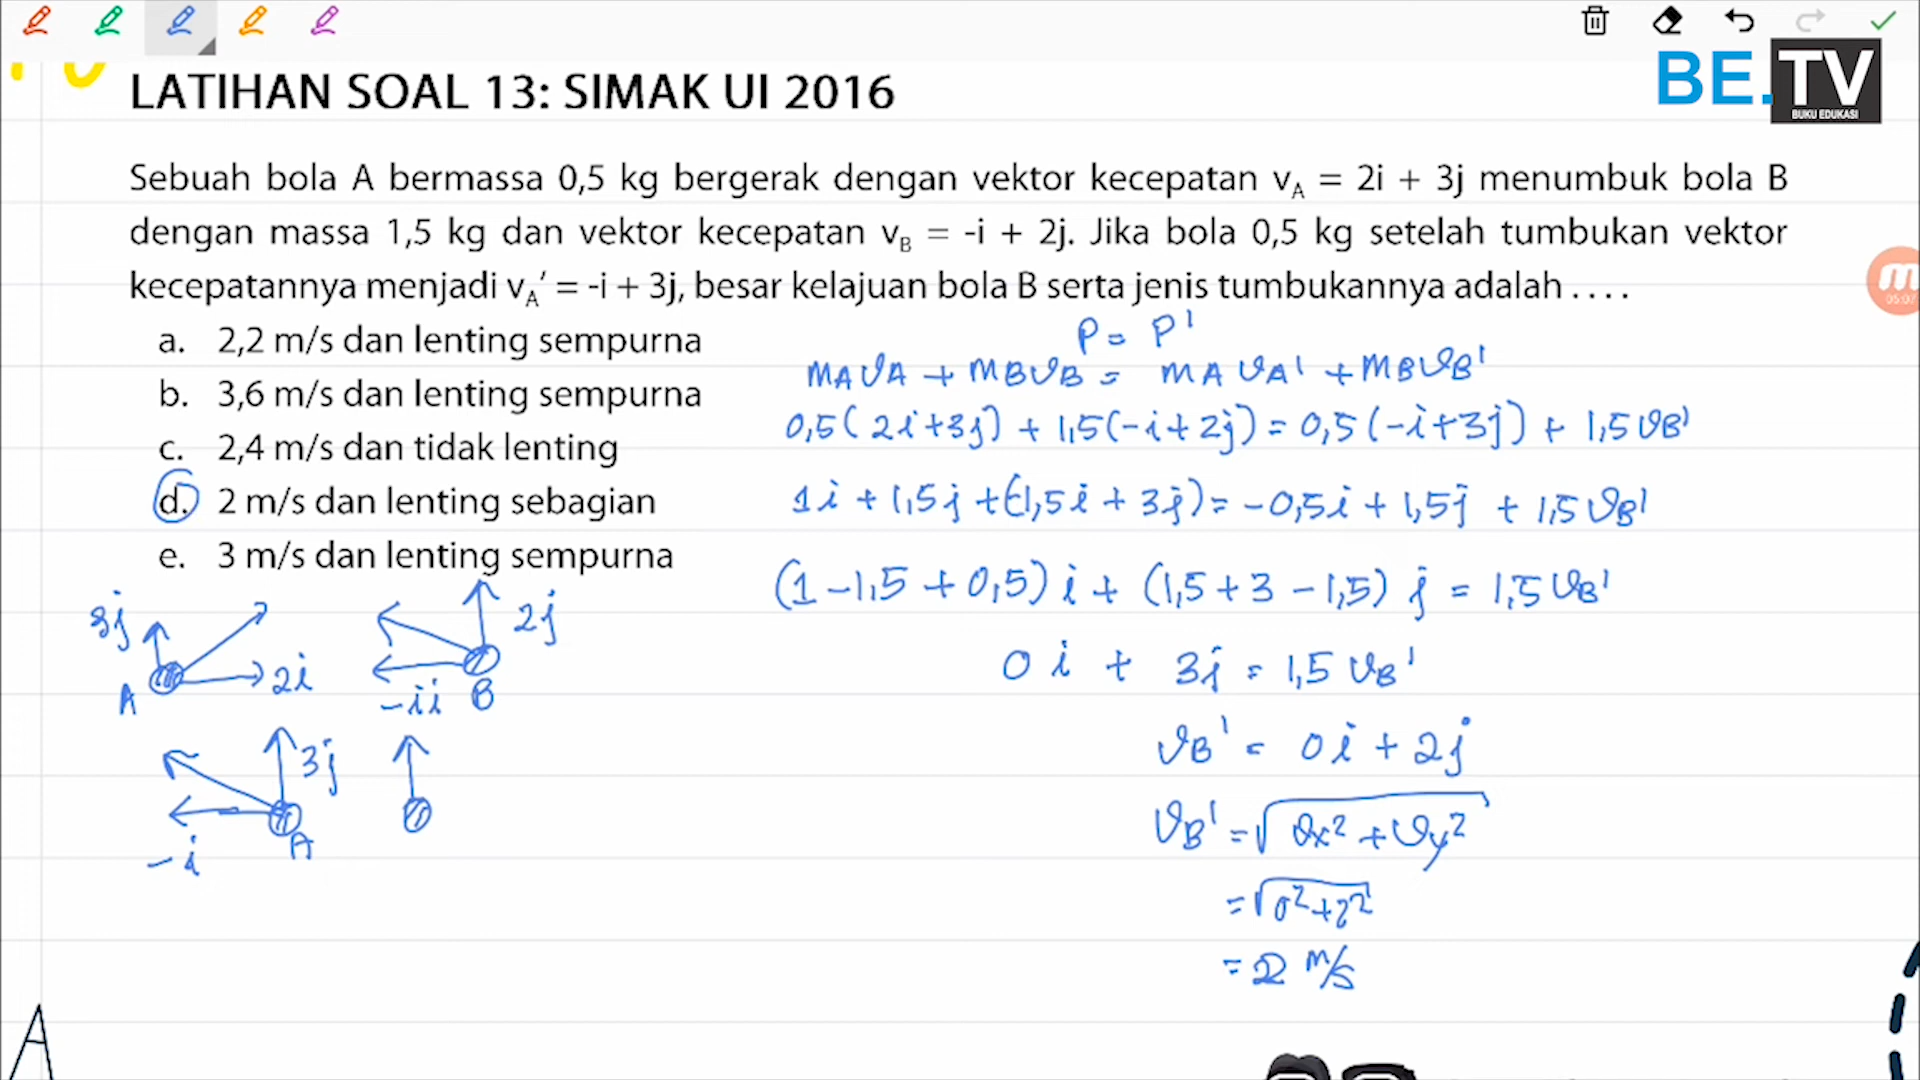 BE.TV
BUKU EDUKASI
LATIHAN SOAL 13: SIMAK UI 2016
Sebuah bola A bermassa 0,5 kg bergerak dengan vektor kecepatan v_A = 2i + 3j menumbuk bola B
dengan massa 1,5 kg dan vektor kecepatan v_B = -i + 2j. Jika bola 0,5 kg setelah tumbukan vektor
kecepatannya menjadi v_A' = -i + 3j, besar kelajuan bola B serta jenis tumbukannya adalah . . . .
05:07
a. 2,2 m/s dan lenting sempurna
b. 3,6 m/s dan lenting sempurna
c. 2,4 m/s dan tidak lenting
d. 2 m/s dan lenting sebagian
e. 3 m/s dan lenting sempurna
P = P'
mAvA + mBvB = mAvA' + mBvB'
0,5(2i+3j) + 1,5(-i+2j) = 0,5(-i+3j) + 1,5vB'
1i + 1,5j + (-1,5i + 3j) = -0,5i + 1,5j + 1,5vB'
(1-1,5+0,5)i + (1,5+3-1,5)j = 1,5vB'
0i + 3j = 1,5vB'
vB' = 0i + 2j
vB' = √vx² + vy²
= √0²+2²
= 2 m/s
3j
2i
A
2j
B
3j
-i
A
A